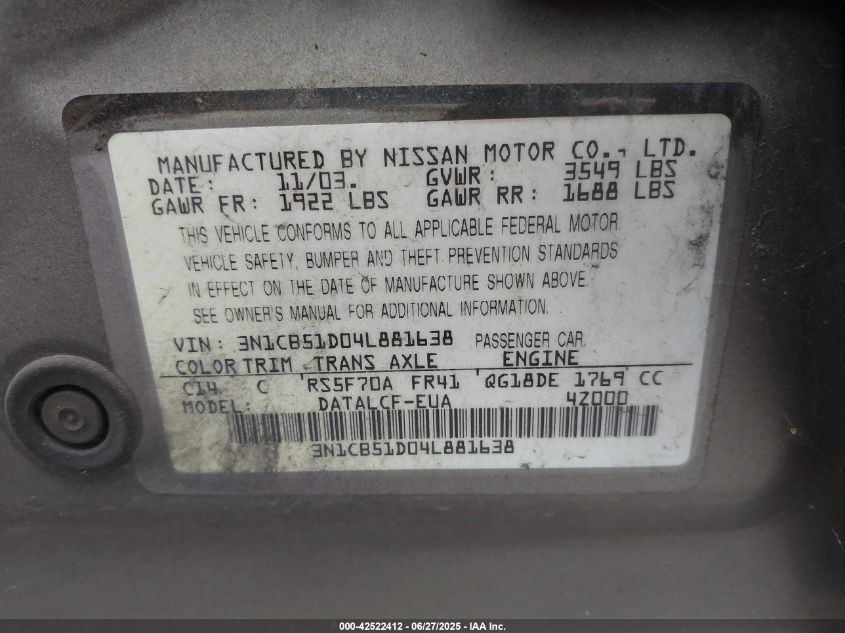 MANUFACTURED BY NISSAN MOTOR CO., LTD.
DATE: 11/03. GVWR: 3549 LBS
GAWR FR: 1922 LBS GAWR RR: 1688 LBS
THIS VEHICLE CONFORMS TO ALL APPLICABLE FEDERAL MOTOR
VEHICLE SAFETY, BUMPER AND THEFT PREVENTION STANDARDS
IN EFFECT ON THE DATE OF MANUFACTURE SHOWN ABOVE.
SEE OWNER'S MANUAL FOR ADDITIONAL INFORMATION.
VIN: 3N1CB51D04L881638 PASSENGER CAR
COLOR TRIM TRANS AXLE ENGINE
C14 C RS5F70A FR41 QG18DE 1769 CC
MODEL: DATALCF-EUA 4Z000
3N1CB51D04L881638
000-42522412 - 06/27/2025 - IAA Inc.